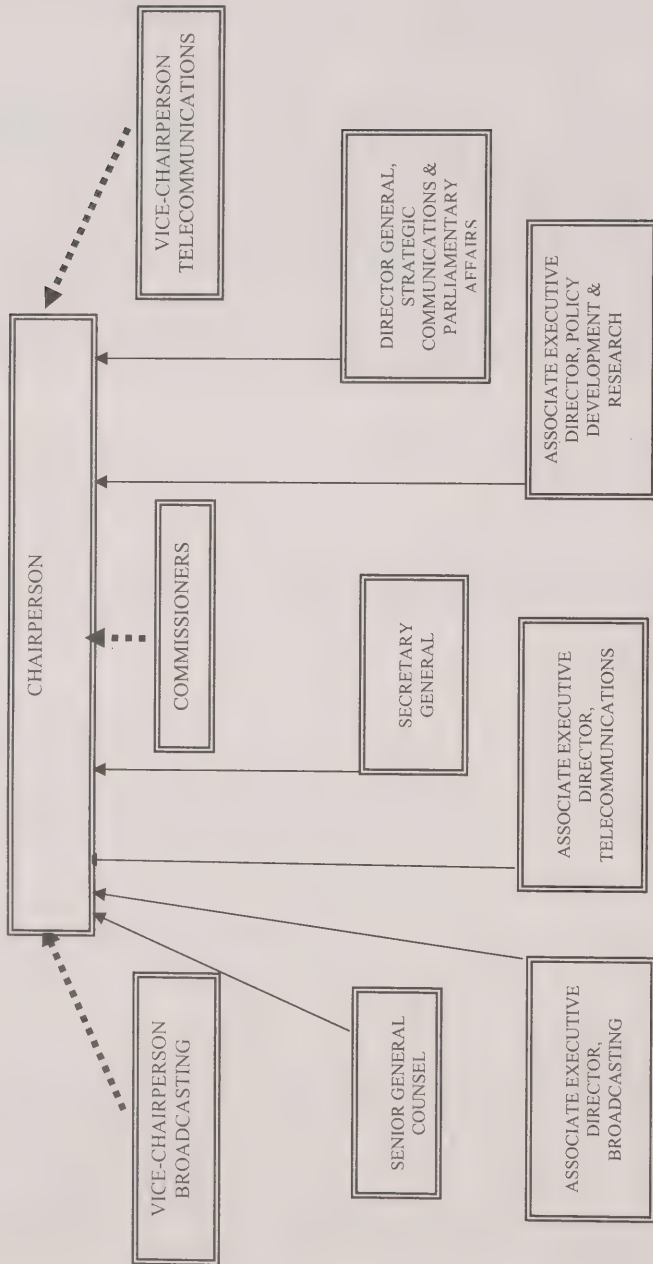 CHAIRPERSON
VICE-CHAIRPERSON
BROADCASTING
COMMISSIONERS
VICE-CHAIRPERSON
TELECOMMUNICATIONS
SENIOR GENERAL
COUNSEL
SECRETARY
GENERAL
DIRECTOR GENERAL,
STRATEGIC
COMMUNICATIONS &
PARLIAMENTARY
AFFAIRS
ASSOCIATE EXECUTIVE
DIRECTOR,
BROADCASTING
ASSOCIATE EXECUTIVE
DIRECTOR,
TELECOMMUNICATIONS
ASSOCIATE EXECUTIVE
DIRECTOR, POLICY
DEVELOPMENT &
RESEARCH